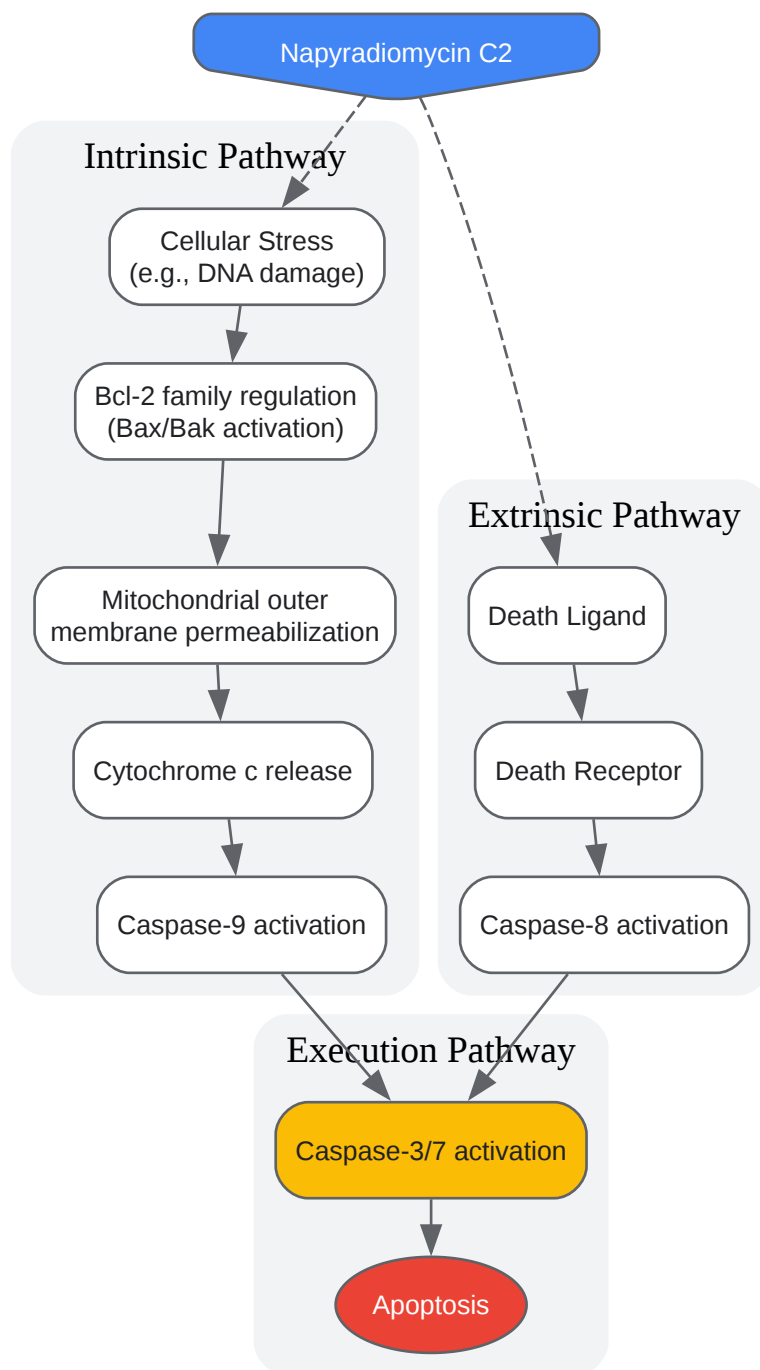 Napyradiomycin C2
Intrinsic Pathway
Cellular Stress
(e.g., DNA damage)
Bcl-2 family regulation
(Bax/Bak activation)
Mitochondrial outer
membrane permeabilization
Cytochrome c release
Caspase-9 activation
Extrinsic Pathway
Death Ligand
Death Receptor
Caspase-8 activation
Execution Pathway
Caspase-3/7 activation
Apoptosis